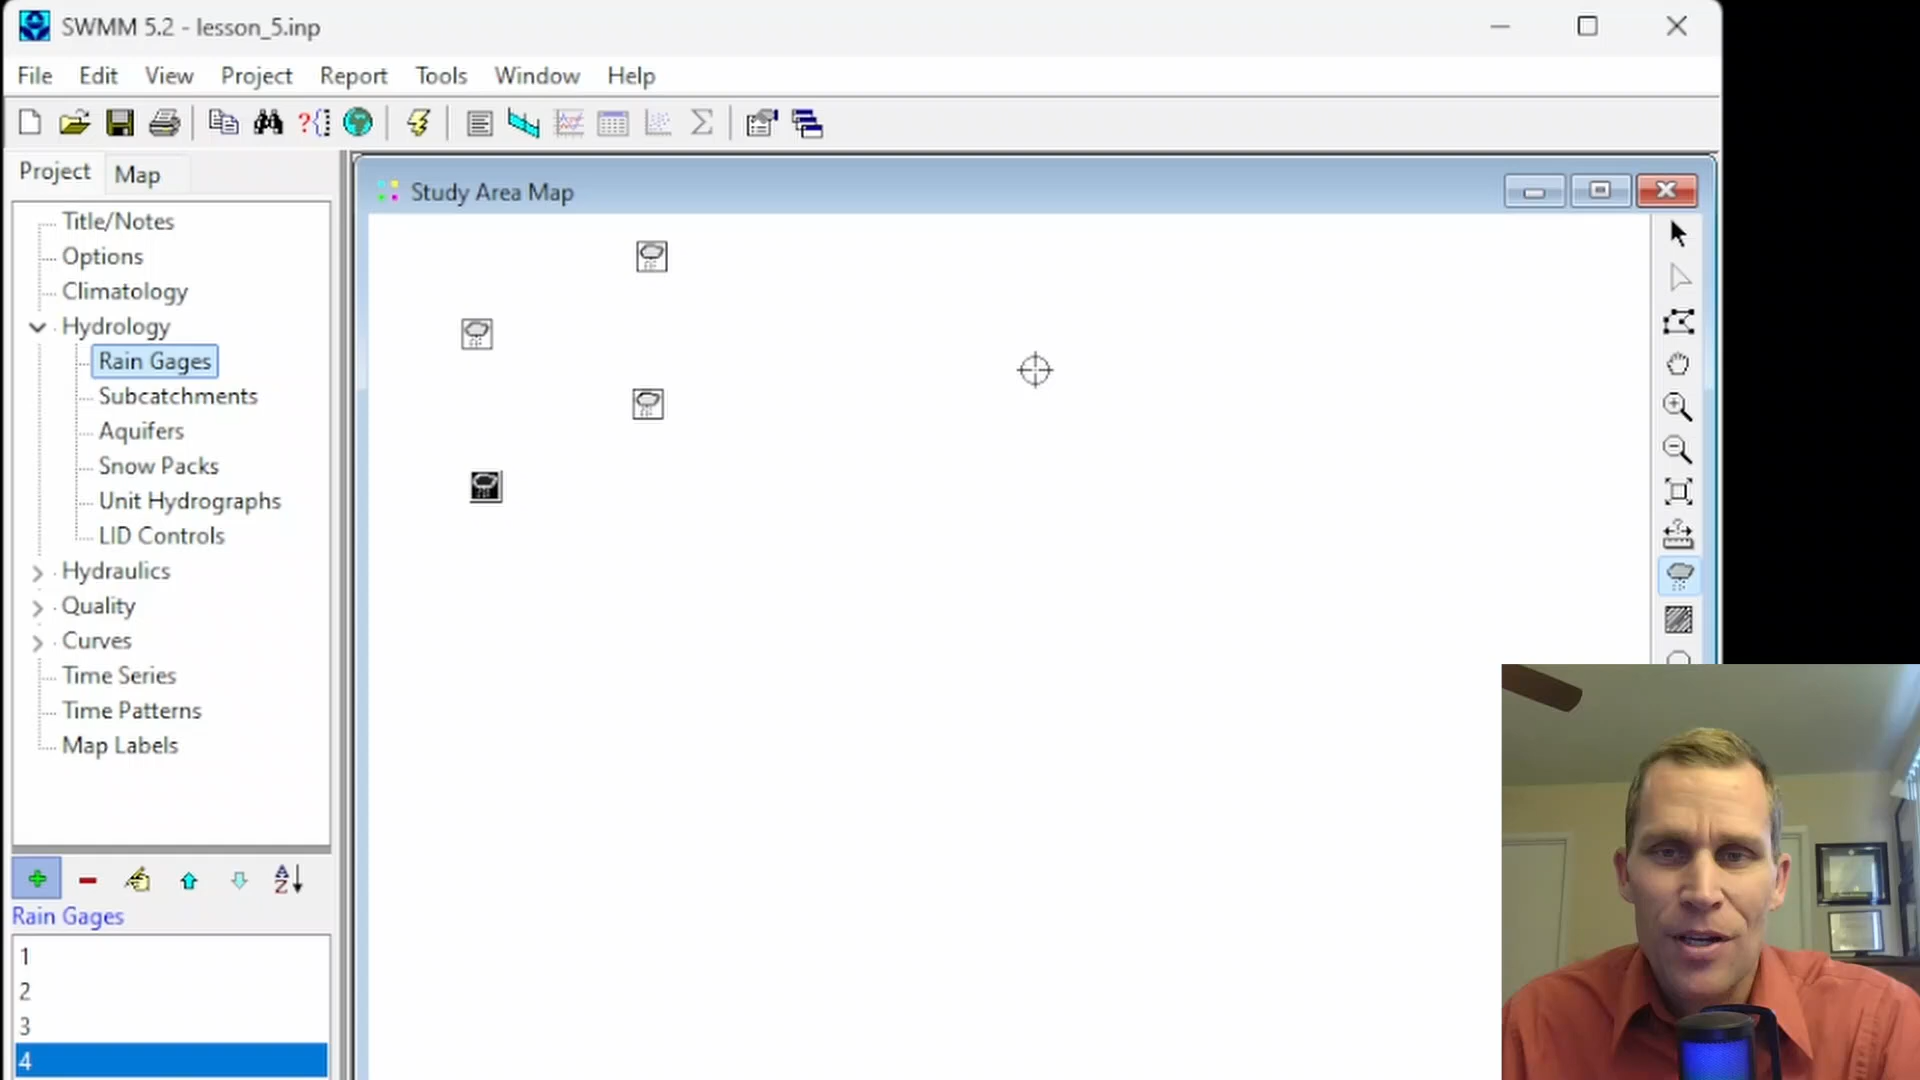 SWMM 5.2 - lesson_5.inp
File Edit View Project Report Tools Window Help
Project Map
Study Area Map
Title/Notes
Options
Climatology
Hydrology
Rain Gages
Subcatchments
Aquifers
Snow Packs
Unit Hydrographs
LID Controls
Hydraulics
Quality
Curves
Time Series
Time Patterns
Map Labels
Rain Gages
1
2
3
4